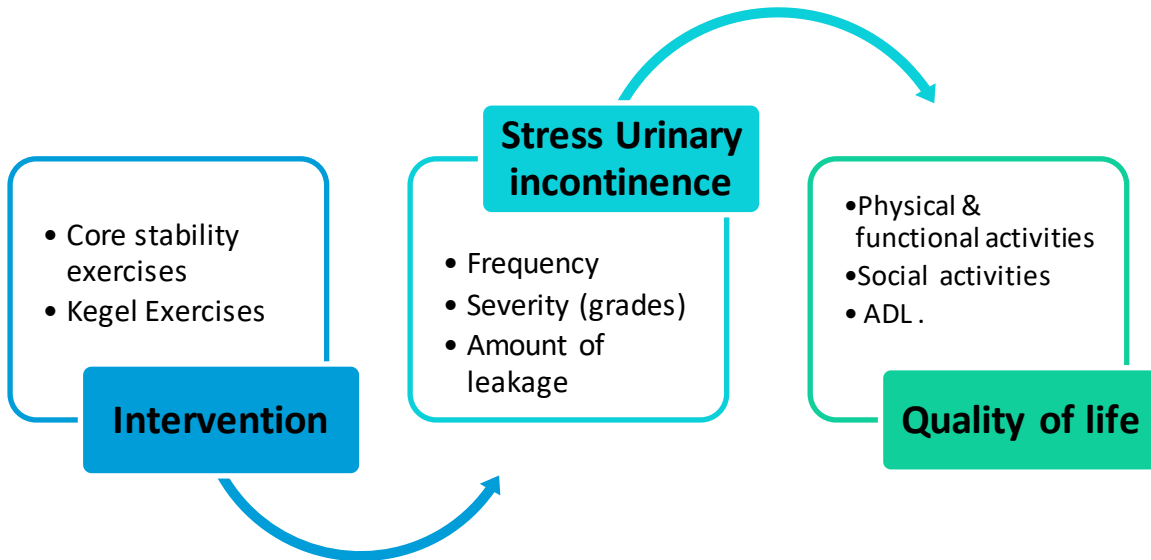 • Core stability
exercises
• Kegel Exercises
Intervention
Stress Urinary
incontinence
• Frequency
• Severity (grades)
• Amount of
leakage
•Physical &
functional activities
•Social activities
• ADL .
Quality of life